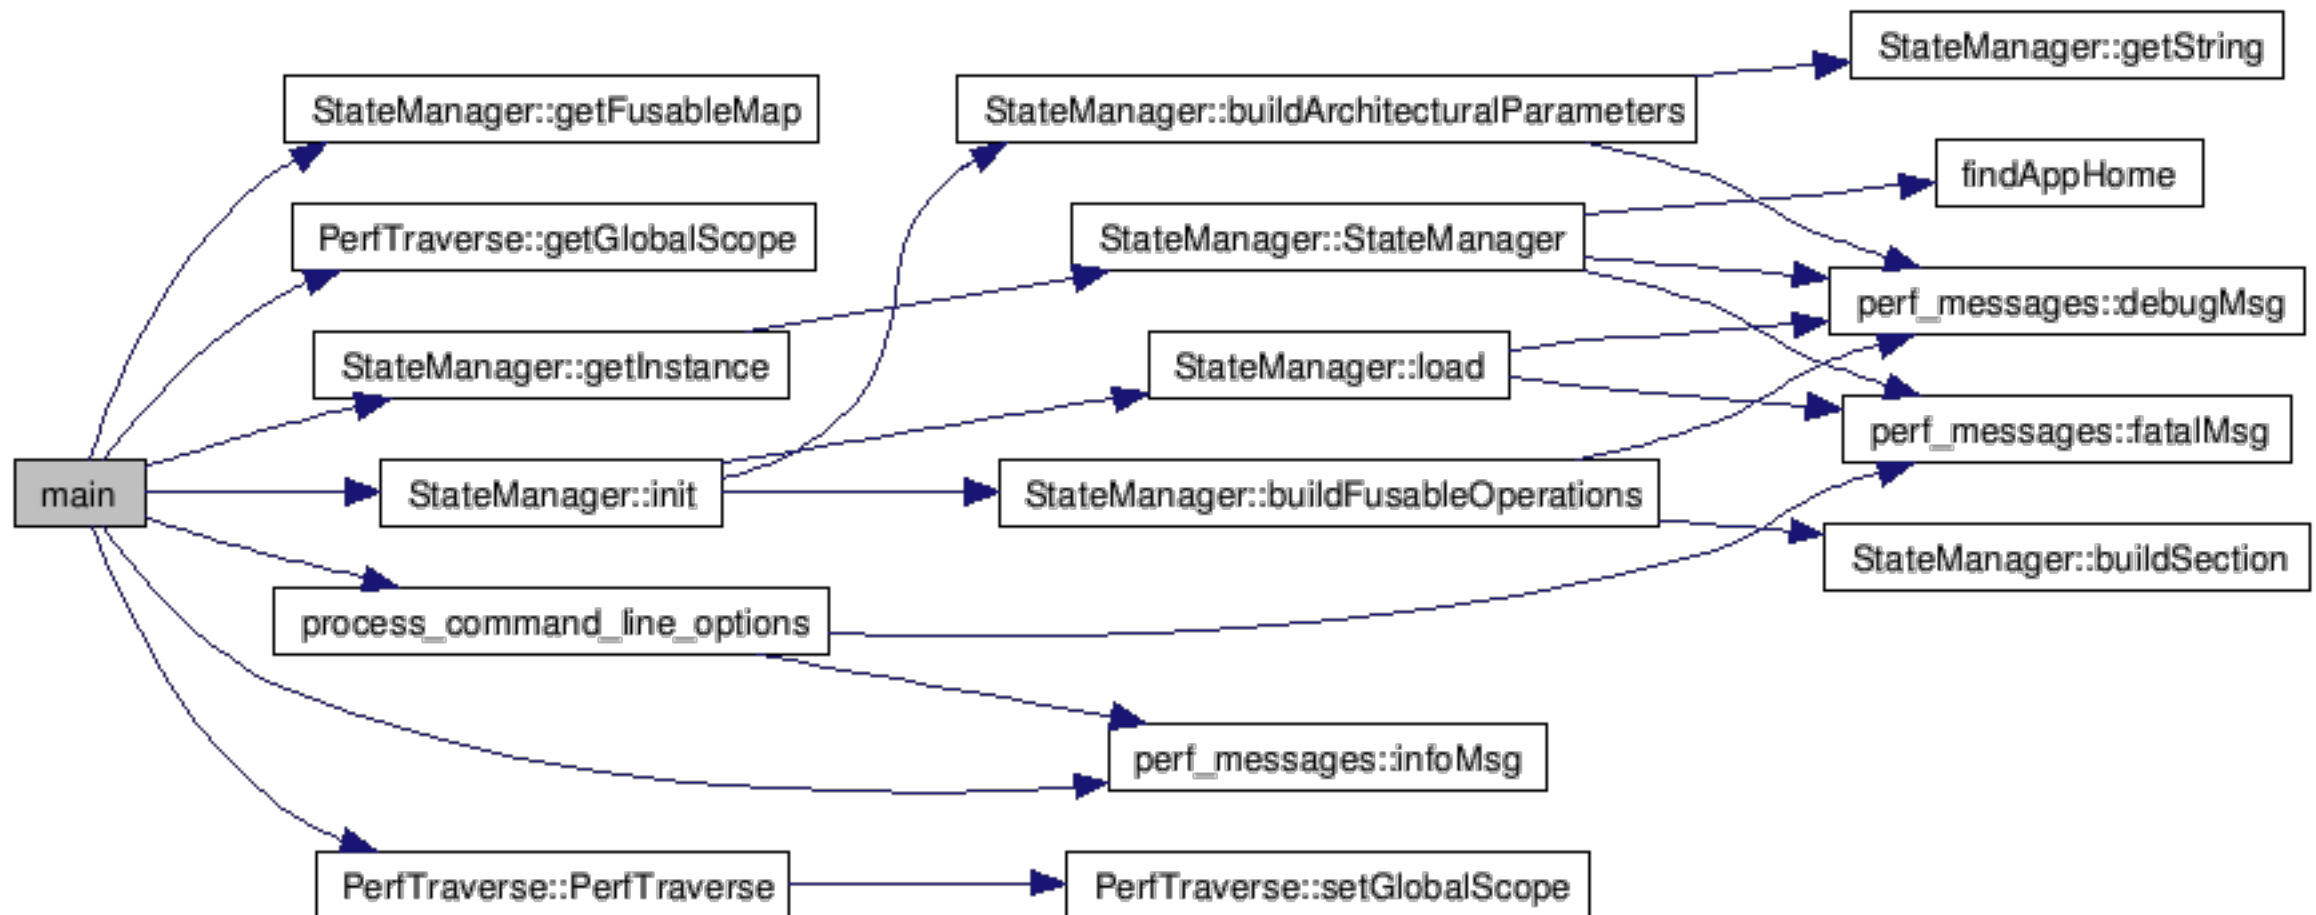 StateManager::getString
StateManager::getFusableMap
StateManager::buildArchitecturalParameters
findAppHome
PerfTraverse::getGlobalScope
StateManager::StateManager
perf_messages::debugMsg
StateManager::getInstance
StateManager::load
perf_messages::fatalMsg
main
StateManager::init
StateManager::buildFusableOperations
StateManager::buildSection
process_command_line_options
perf_messages::infoMsg
PerfTraverse::PerfTraverse
PerfTraverse::setGlobalScope